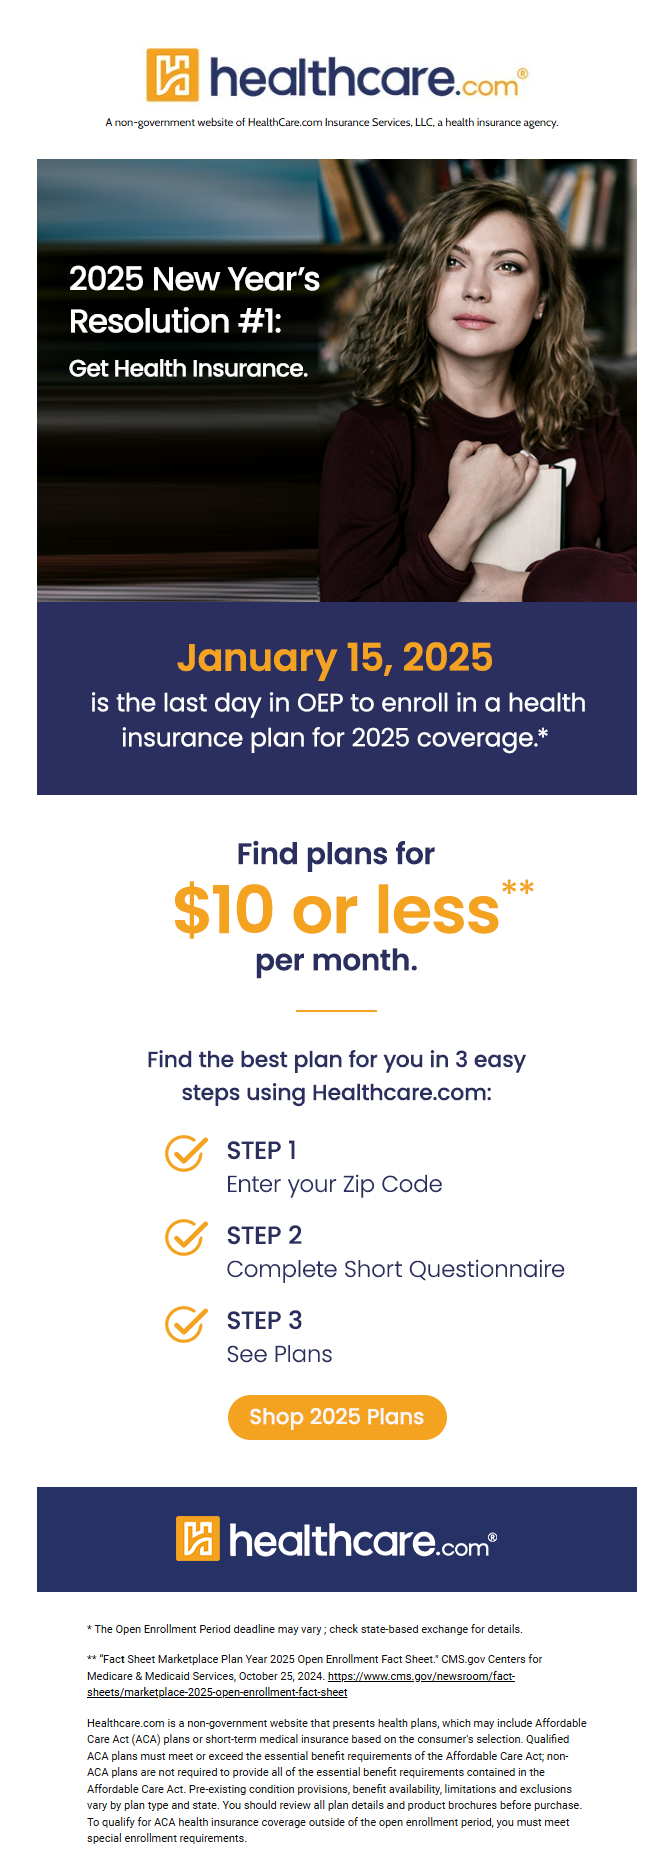 healthcare.com®
A non-government website of HealthCare.com Insurance Services, LLC, a health insurance agency.
2025 New Year's
Resolution #1:
Get Health Insurance.
January 15, 2025
is the last day in OEP to enroll in a health
insurance plan for 2025 coverage.*
Find plans for
$10 or less**
per month.
Find the best plan for you in 3 easy
steps using Healthcare.com:
STEP 1
Enter your Zip Code
STEP 2
Complete Short Questionnaire
STEP 3
See Plans
Shop 2025 Plans
healthcare.com®
* The Open Enrollment Period deadline may vary ; check state-based exchange for details.
** "Fact Sheet Marketplace Plan Year 2025 Open Enrollment Fact Sheet." CMS.gov Centers for
Medicare & Medicaid Services, October 25, 2024. https://www.cms.gov/newsroom/fact-
sheets/marketplace-2025-open-enrollment-fact-sheet
Healthcare.com is a non-government website that presents health plans, which may include Affordable
Care Act (ACA) plans or short-term medical insurance based on the consumer's selection. Qualified
ACA plans must meet or exceed the essential benefit requirements of the Affordable Care Act; non-
ACA plans are not required to provide all of the essential benefit requirements contained in the
Affordable Care Act. Pre-existing condition provisions, benefit availability, limitations and exclusions
vary by plan type and state. You should review all plan details and product brochures before purchase.
To qualify for ACA health insurance coverage outside of the open enrollment period, you must meet
special enrollment requirements.